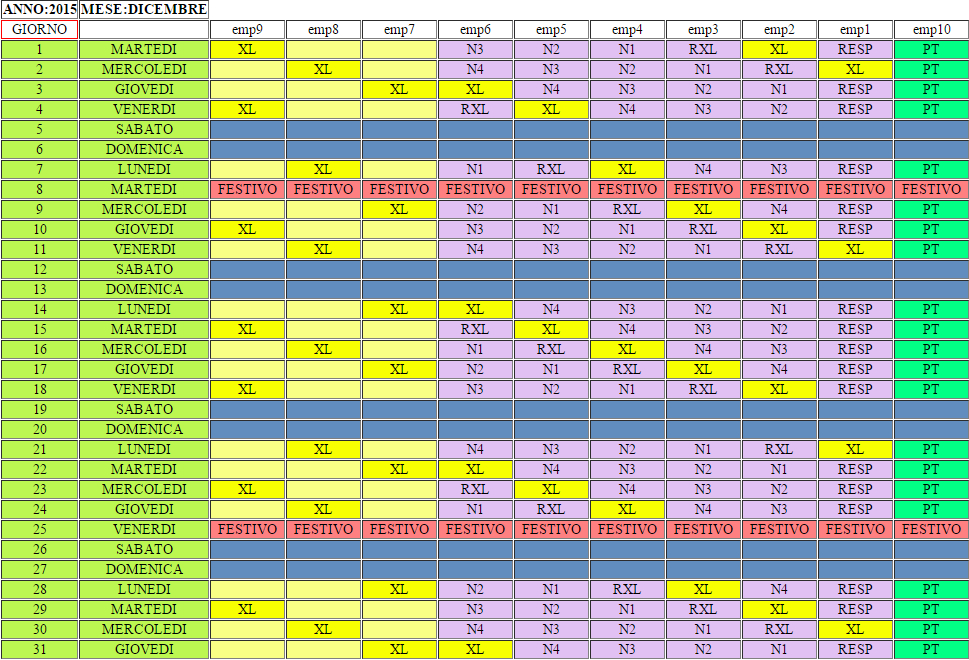 ANNO:2015 MESE:DICEMBRE
GIORNO emp9 emp8 emp7 emp6 emp5 emp4 emp3 emp2 emp1 emp10
1 MARTEDI XL N3 N2 N1 RXL XL RESP PT
2 MERCOLEDI XL N4 N3 N2 N1 RXL XL PT
3 GIOVEDI XL XL N4 N3 N2 N1 RESP PT
4 VENERDI XL RXL XL N4 N3 N2 RESP PT
5 SABATO
6 DOMENICA
7 LUNEDI XL N1 RXL XL N4 N3 RESP PT
8 MARTEDI FESTIVO FESTIVO FESTIVO FESTIVO FESTIVO FESTIVO FESTIVO FESTIVO FESTIVO FESTIVO
9 MERCOLEDI XL N2 N1 RXL XL N4 RESP PT
10 GIOVEDI XL N3 N2 N1 RXL XL RESP PT
11 VENERDI XL N4 N3 N2 N1 RXL XL PT
12 SABATO
13 DOMENICA
14 LUNEDI XL XL N4 N3 N2 N1 RESP PT
15 MARTEDI XL RXL XL N4 N3 N2 RESP PT
16 MERCOLEDI XL N1 RXL XL N4 N3 RESP PT
17 GIOVEDI XL N2 N1 RXL XL N4 RESP PT
18 VENERDI XL N3 N2 N1 RXL XL RESP PT
19 SABATO
20 DOMENICA
21 LUNEDI XL N4 N3 N2 N1 RXL XL PT
22 MARTEDI XL XL N4 N3 N2 N1 RESP PT
23 MERCOLEDI XL RXL XL N4 N3 N2 RESP PT
24 GIOVEDI XL N1 RXL XL N4 N3 RESP PT
25 VENERDI FESTIVO FESTIVO FESTIVO FESTIVO FESTIVO FESTIVO FESTIVO FESTIVO FESTIVO FESTIVO
26 SABATO
27 DOMENICA
28 LUNEDI XL N2 N1 RXL XL N4 RESP PT
29 MARTEDI XL N3 N2 N1 RXL XL RESP PT
30 MERCOLEDI XL N4 N3 N2 N1 RXL XL PT
31 GIOVEDI XL XL N4 N3 N2 N1 RESP PT